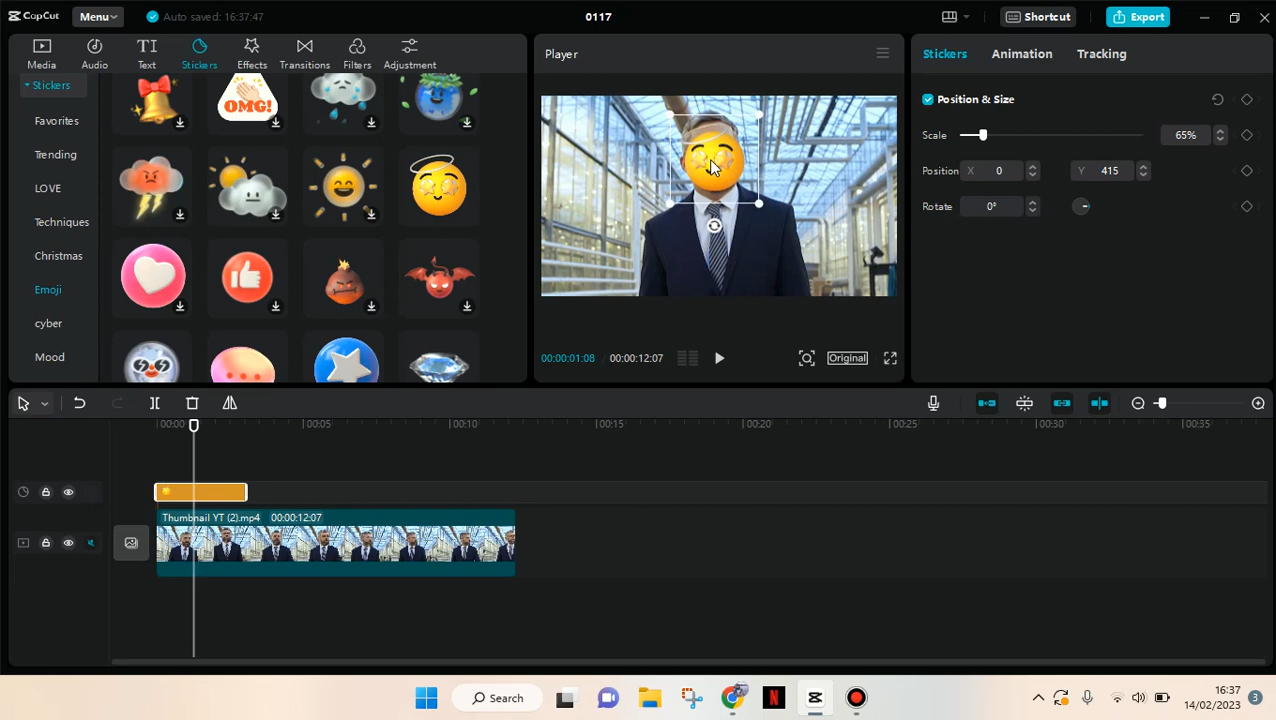 CapCut Menu Auto saved: 16:37:47 0117 Shortcut Export
Media Audio Text Stickers Effects Transitions Filters Adjustment
Stickers
Favorites
Trending
LOVE
Techniques
Christmas
Emoji
cyber
Mood
OMG!
Player
00:00:01:08 / 00:00:12:07 Original
Stickers Animation Tracking
Position & Size
Scale 65%
Position X 0 Y 415
Rotate 0°
00:00 00:05 00:10 00:15 00:20 00:25 00:30 00:35
Thumbnail YT (2).mp4 00:00:12:07
Search
16:37
14/02/2023
3